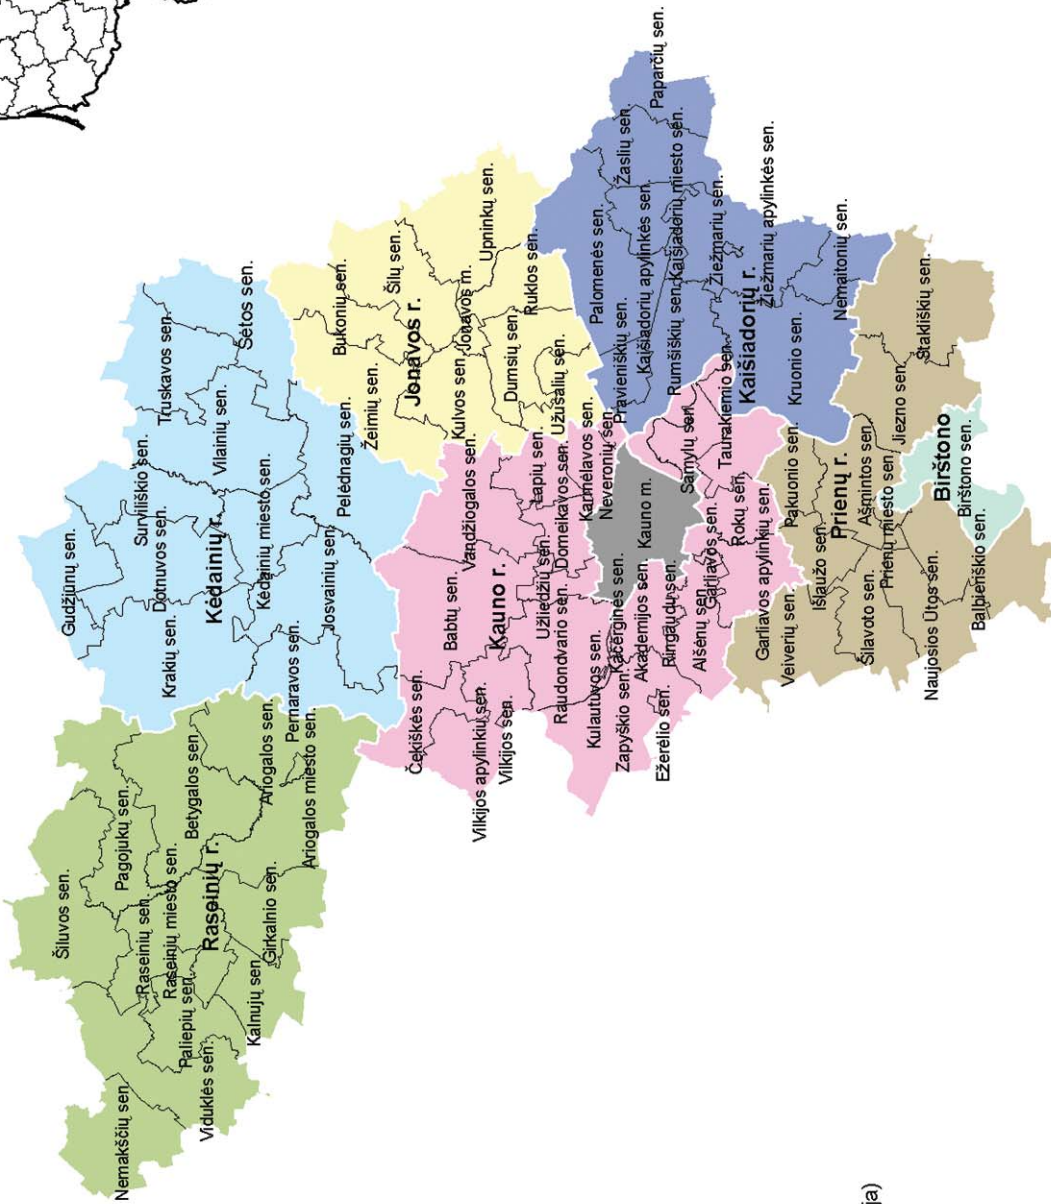 Nemakščių sen.
Viduklės sen.
Paliepių sen.
Kalnujų sen.
Šiluvos sen.
Raseinių sen.
Raseinių miesto sen.
Raseinių r.
Girkalnio sen.
Pagojukų sen.
Betygalos sen.
Ariogalos sen.
Ariogalos miesto sen.
Pernaravos sen.
Gudžiūnų sen.
Krakių sen.
Dotnuvos sen.
Surviliškio sen.
Kėdainių r.
Kėdainių miesto sen.
Josvainių sen.
Truskavos sen.
Vilainių sen.
Pelėdnagių sen.
Šėtos sen.
Bukonių sen.
Žeimių sen.
Šilų sen.
Jonavos r.
Kulvos sen.
Jonavos m.
Upninkų sen.
Dumsių sen.
Ruklos sen.
Užusalių sen.
Čekiškės sen.
Babtų sen.
Vandžiogalos sen.
Vilkijos apylinkių sen.
Vilkijos sen.
Kauno r.
Užliedžių sen.
Lapių sen.
Domeikavos sen.
Raudondvario sen.
Karmėlavos sen.
Neveronių sen.
Kulautuvos sen.
Kačerginės sen.
Zapyškio sen.
Akademijos sen.
Kauno m.
Ežerėlio sen.
Ringaudų sen.
Samylų sen.
Alšėnų sen.
Garliavos sen.
Rokų sen.
Taurakiemio sen.
Garliavos apylinkių sen.
Palomenės sen.
Pravieniškių sen.
Žaslių sen.
Paparčių sen.
Kaišiadorių apylinkės sen.
Rumšiškių sen.
Kaišiadorių miesto sen.
Žiežmarių sen.
Kaišiadorių r.
Žiežmarių apylinkės sen.
Kruonio sen.
Nemaitonių sen.
Veiverių sen.
Pakuonio sen.
Išlaužo sen.
Prienų r.
Šilavoto sen.
Ašmintos sen.
Prienų miesto sen.
Jiezno sen.
Stakliškių sen.
Naujosios Ūtos sen.
Balbieriškio sen.
Birštono
Birštono sen.
ja)